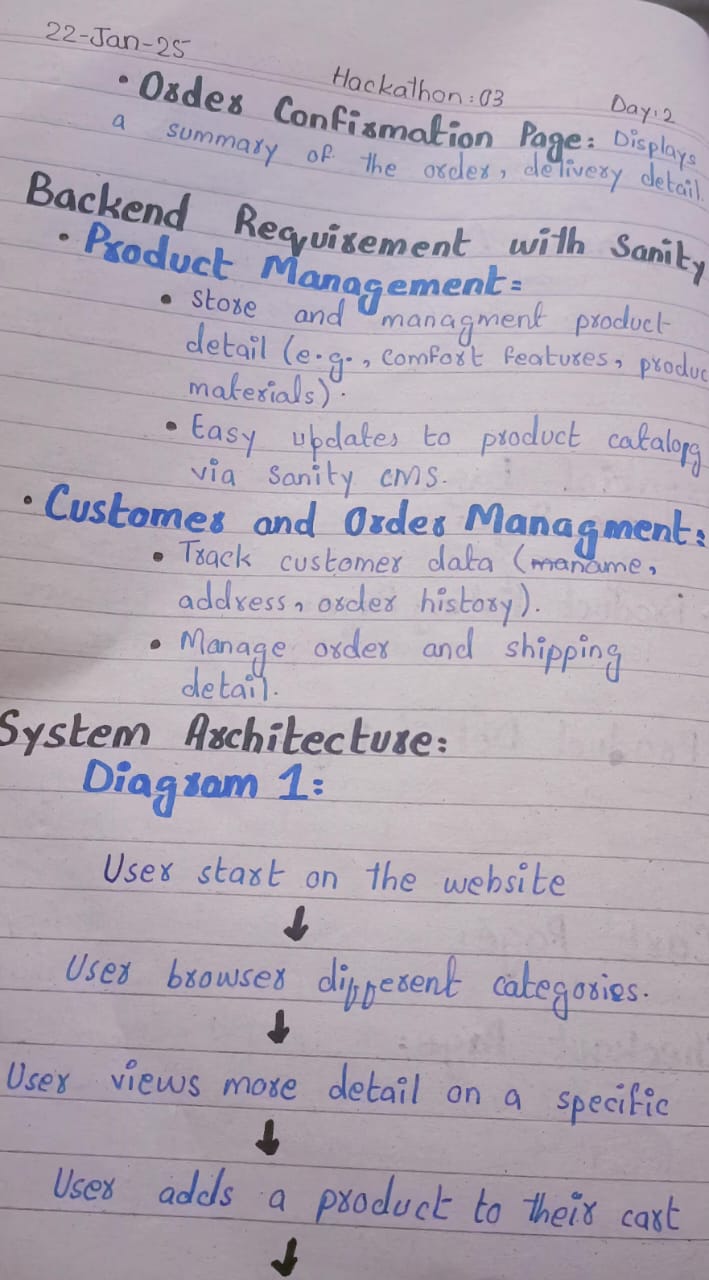 22-Jan-25
Hackathon:03 Day:2
• Order Confirmation Page: Displays
a summary of the order, delivery detail.
Backend Requirement with Sanity
• Product Management:
• Store and managment product
detail (e.g., comfort features, produc
materials).
• Easy updates to product catalog
via Sanity CMS.
• Customer and Order Managment:
• Track customer data (maname,
address, order history).
• Manage order and shipping
detail.
System Architecture:
Diagram 1:
User start on the website
↓
User browser different categories.
↓
User views more detail on a specific
↓
User adds a product to their cart
↓